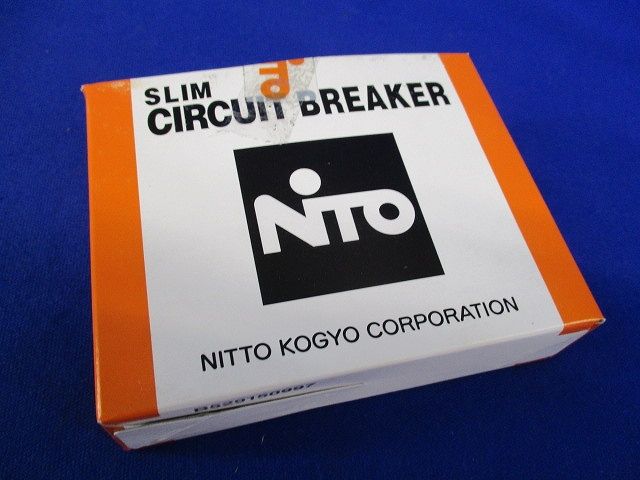 SLIM
CIRCUIT BREAKER
NITO
NITTO KOGYO CORPORATION